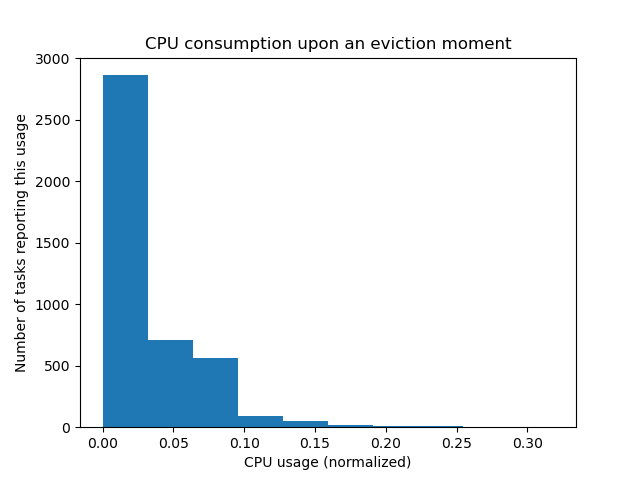 CPU consumption upon an eviction moment
Number of tasks reporting this usage
3000
2500
2000
1500
1000
500
0
0.00 0.05 0.10 0.15 0.20 0.25 0.30
CPU usage (normalized)